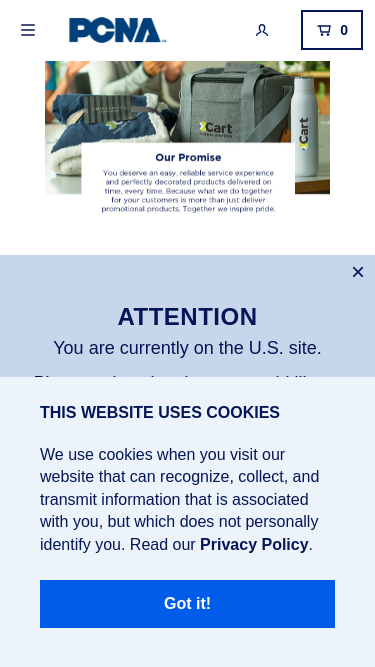 PCNA
0
xCart
xCart
Our Promise
You deserve an easy, reliable service experience
and perfectly decorated products delivered on
time, every time. Because what we do together
for your customers is more than just deliver
promotional products. Together we inspire pride.
ATTENTION
You are currently on the U.S. site.
THIS WEBSITE USES COOKIES
We use cookies when you visit our
website that can recognize, collect, and
transmit information that is associated
with you, but which does not personally
identify you. Read our Privacy Policy.
Got it!